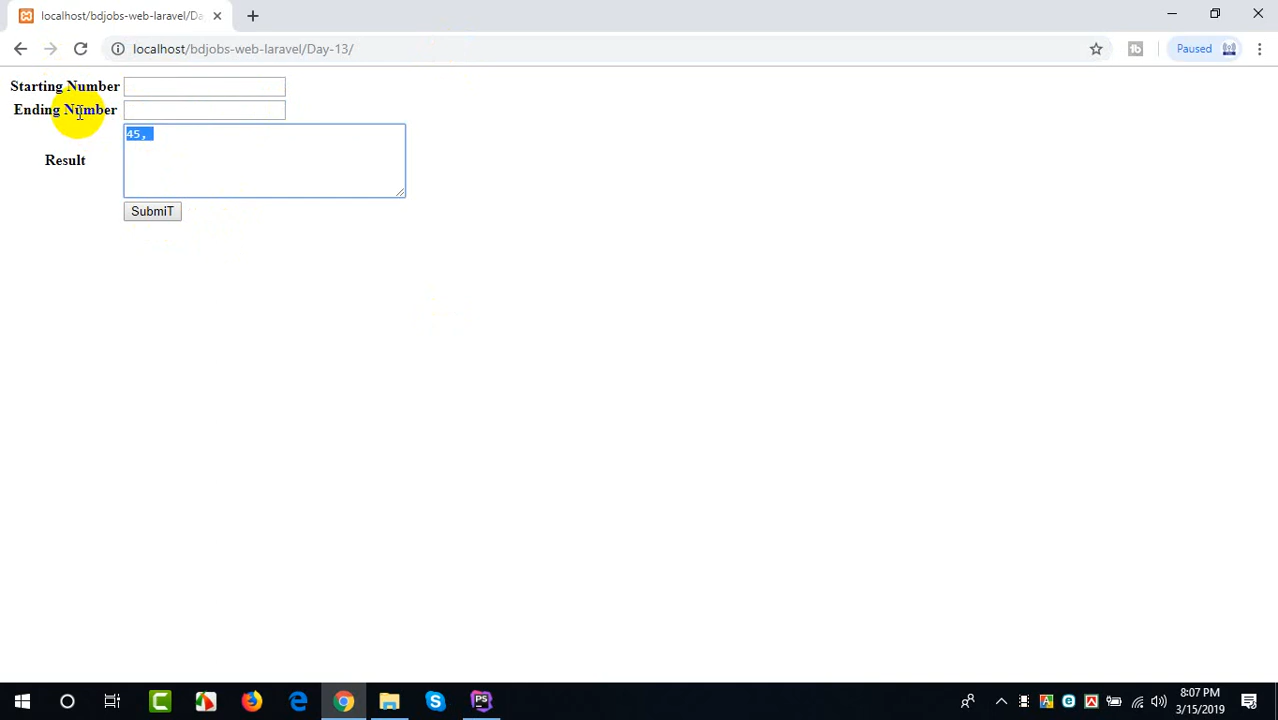 localhost/bdjobs-web-laravel/Da
localhost/bdjobs-web-laravel/Day-13/
Paused
Starting Number
Ending Number
45,
Result
SubmiT
8:07 PM
3/15/2019